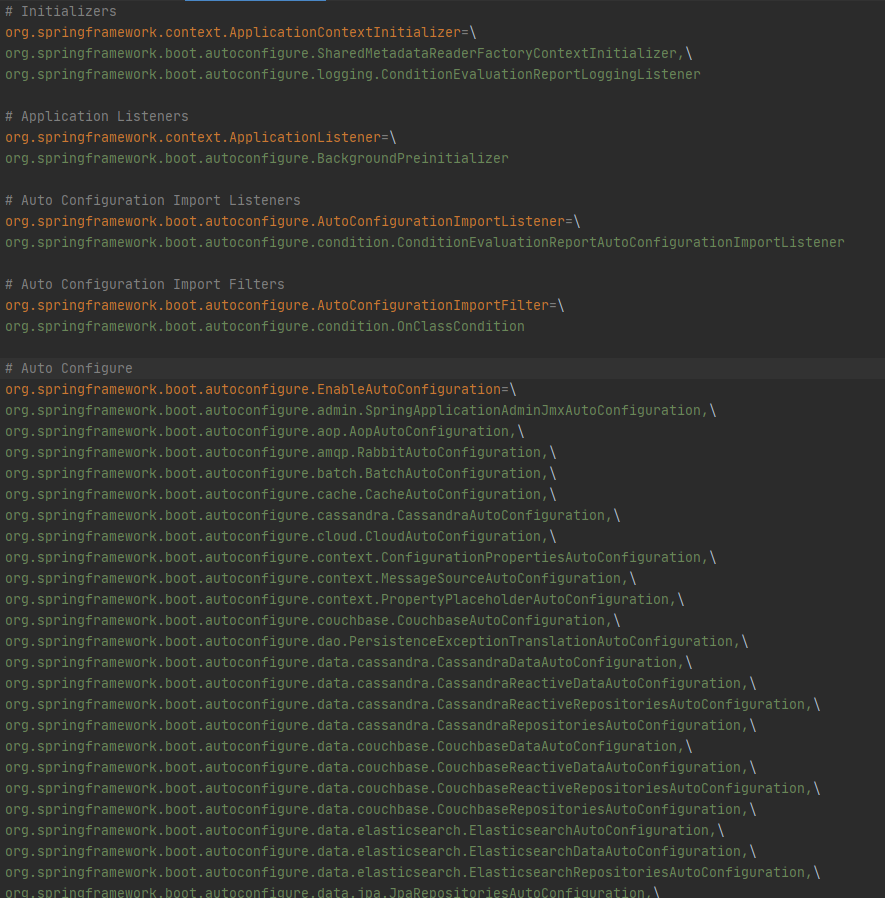 # Initializers
org.springframework.context.ApplicationContextInitializer=\
org.springframework.boot.autoconfigure.SharedMetadataReaderFactoryContextInitializer,\
org.springframework.boot.autoconfigure.logging.ConditionEvaluationReportLoggingListener
# Application Listeners
org.springframework.context.ApplicationListener=\
org.springframework.boot.autoconfigure.BackgroundPreinitializer
# Auto Configuration Import Listeners
org.springframework.boot.autoconfigure.AutoConfigurationImportListener=\
org.springframework.boot.autoconfigure.condition.ConditionEvaluationReportAutoConfigurationImportListener
# Auto Configuration Import Filters
org.springframework.boot.autoconfigure.AutoConfigurationImportFilter=\
org.springframework.boot.autoconfigure.condition.OnClassCondition
# Auto Configure
org.springframework.boot.autoconfigure.EnableAutoConfiguration=\
org.springframework.boot.autoconfigure.admin.SpringApplicationAdminJmxAutoConfiguration,\
org.springframework.boot.autoconfigure.aop.AopAutoConfiguration,\
org.springframework.boot.autoconfigure.amqp.RabbitAutoConfiguration,\
org.springframework.boot.autoconfigure.batch.BatchAutoConfiguration,\
org.springframework.boot.autoconfigure.cache.CacheAutoConfiguration,\
org.springframework.boot.autoconfigure.cassandra.CassandraAutoConfiguration,\
org.springframework.boot.autoconfigure.cloud.CloudAutoConfiguration,\
org.springframework.boot.autoconfigure.context.ConfigurationPropertiesAutoConfiguration,\
org.springframework.boot.autoconfigure.context.MessageSourceAutoConfiguration,\
org.springframework.boot.autoconfigure.context.PropertyPlaceholderAutoConfiguration,\
org.springframework.boot.autoconfigure.couchbase.CouchbaseAutoConfiguration,\
org.springframework.boot.autoconfigure.dao.PersistenceExceptionTranslationAutoConfiguration,\
org.springframework.boot.autoconfigure.data.cassandra.CassandraDataAutoConfiguration,\
org.springframework.boot.autoconfigure.data.cassandra.CassandraReactiveDataAutoConfiguration,\
org.springframework.boot.autoconfigure.data.cassandra.CassandraReactiveRepositoriesAutoConfiguration,\
org.springframework.boot.autoconfigure.data.cassandra.CassandraRepositoriesAutoConfiguration,\
org.springframework.boot.autoconfigure.data.couchbase.CouchbaseDataAutoConfiguration,\
org.springframework.boot.autoconfigure.data.couchbase.CouchbaseReactiveDataAutoConfiguration,\
org.springframework.boot.autoconfigure.data.couchbase.CouchbaseReactiveRepositoriesAutoConfiguration,\
org.springframework.boot.autoconfigure.data.couchbase.CouchbaseRepositoriesAutoConfiguration,\
org.springframework.boot.autoconfigure.data.elasticsearch.ElasticsearchAutoConfiguration,\
org.springframework.boot.autoconfigure.data.elasticsearch.ElasticsearchDataAutoConfiguration,\
org.springframework.boot.autoconfigure.data.elasticsearch.ElasticsearchRepositoriesAutoConfiguration,\
org.springframework.boot.autoconfigure.data.jpa.JpaRepositoriesAutoConfiguration,\